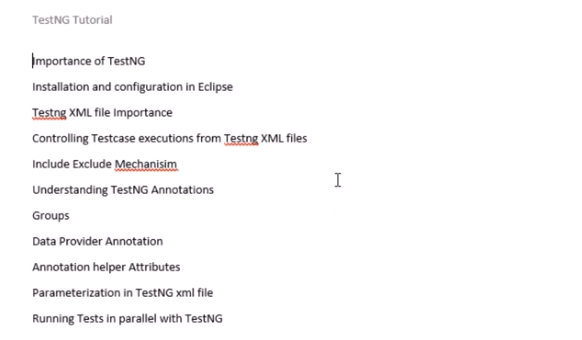 TestNG Tutorial
Importance of TestNG
Installation and configuration in Eclipse
Testng XML file Importance
Controlling Testcase executions from Testng XML files
Include Exclude Mechanisim
Understanding TestNG Annotations
Groups
Data Provider Annotation
Annotation helper Attributes
Parameterization in TestNG xml file
Running Tests in parallel with TestNG